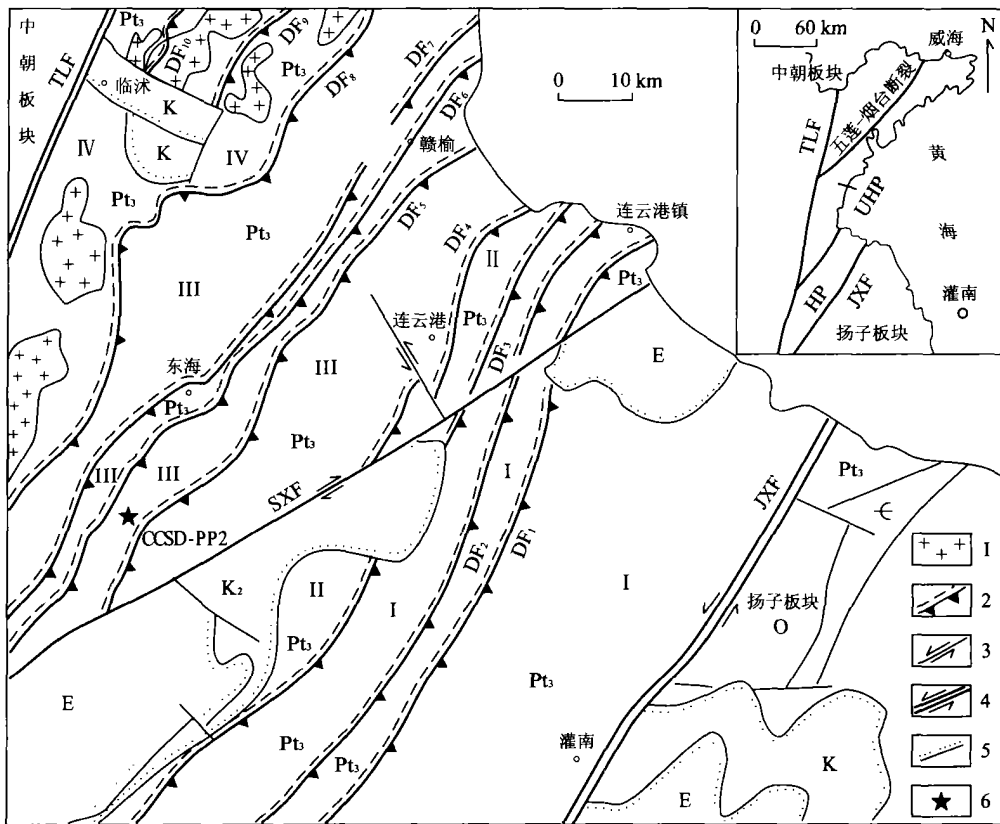 中朝板块
TLF
Pt₃
DF₁₀
DF₉
Pt₃
DF₈
DF₇
DF₆
临沭
K
K
IV
IV
Pt₃
Pt₃
赣榆
DF₅
DF₄
II
连云港镇
Pt₃
III
连云港
Pt₃
DF₃
东海
Pt₃
III
E
Pt₃
III
III
SXF
I
JXF
Pt₃
Є
CCSD-PP2
DF₂
DF₁
K₂
II
I
I
扬子板块
O
Pt₃
E
Pt₃
Pt₃
Pt₃
灌南
K
E
0 10 km
0 60 km
威海
N
中朝板块
五莲-烟台断裂
TLF
黄海
UHP
HP
JXF
灌南
扬子板块
1
2
3
4
5
6